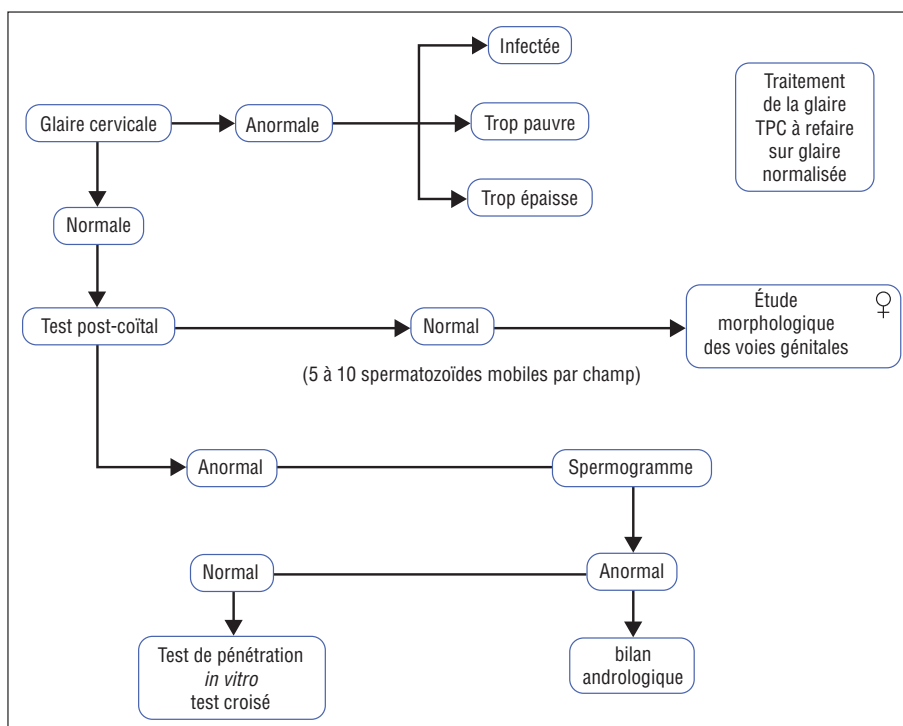 Infectée
Glaire cervicale
Anormale
Trop pauvre
Trop épaisse
Traitement
de la glaire
TPC à refaire
sur glaire
normalisée
Normale
Test post-coïtal
Normal
(5 à 10 spermatozoïdes mobiles par champ)
Étude ♀
morphologique
des voies génitales
Anormal
Spermogramme
Normal
Anormal
Test de pénétration
in vitro
test croisé
bilan
andrologique